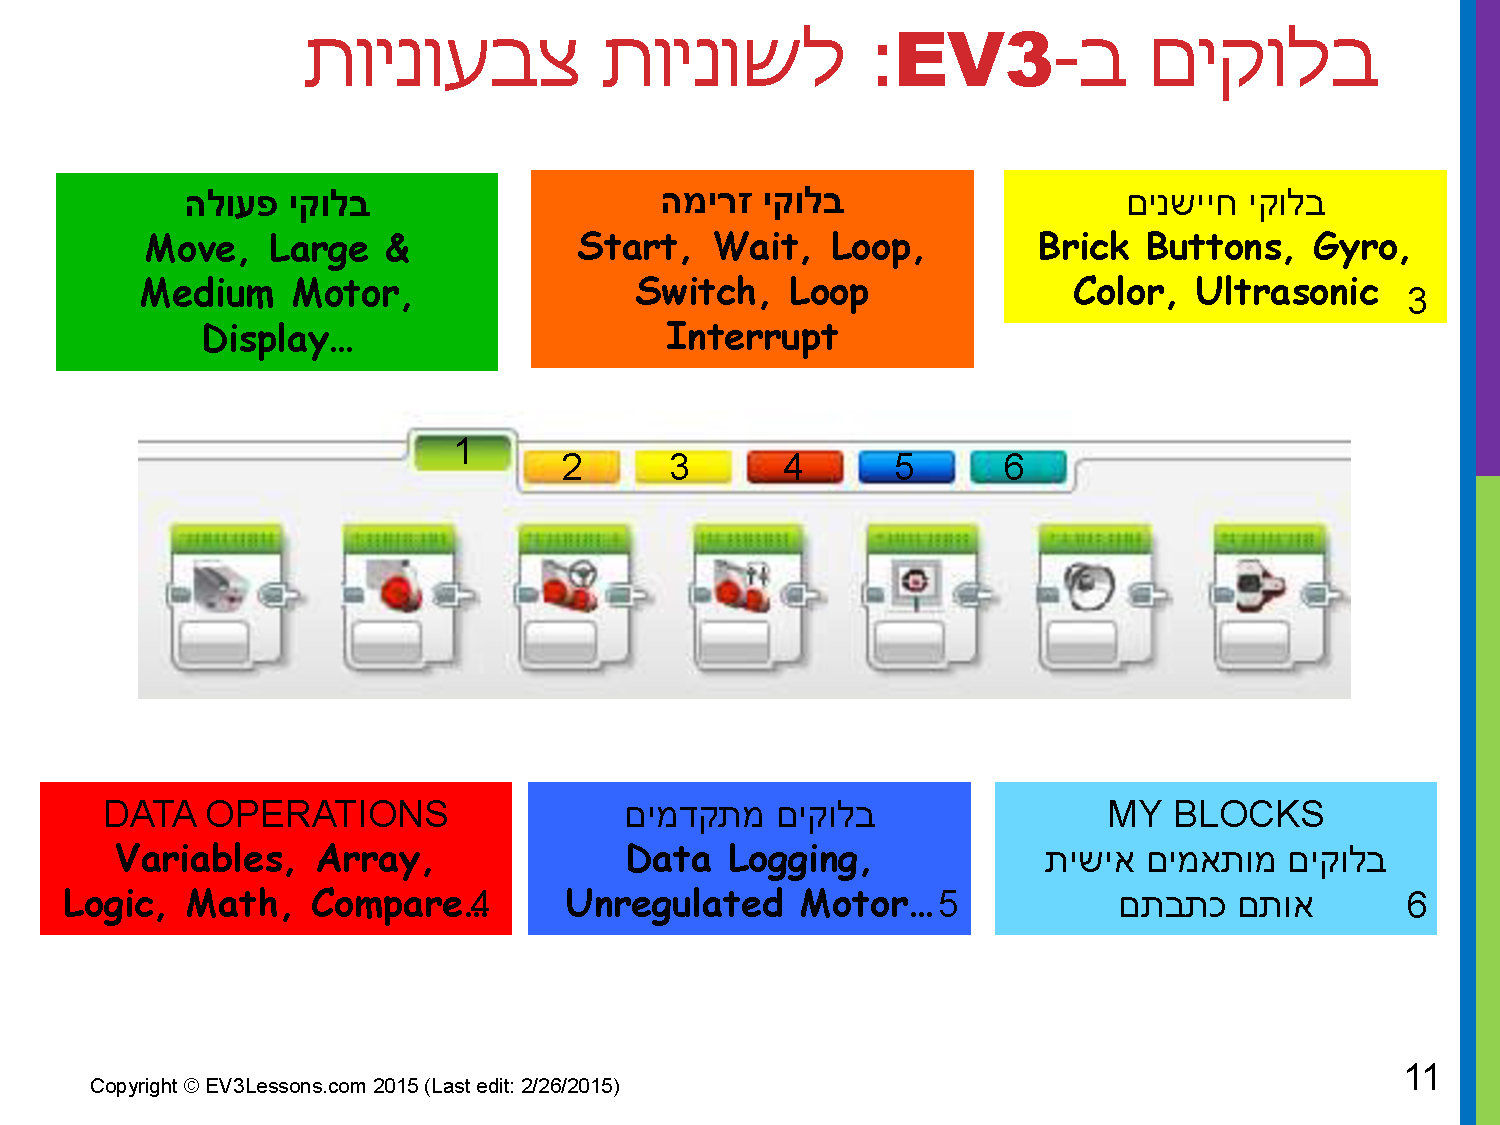 בלוקים ב-EV3: לשוניות צבעוניות
בלוקי פעולה
Move, Large &
Medium Motor,
Display...
בלוקי זרימה
Start, Wait, Loop,
Switch, Loop
Interrupt
בלוקי חיישנים
Brick Buttons, Gyro,
Color, Ultrasonic
3
1
2
3
4
5
6
DATA OPERATIONS
Variables, Array,
Logic, Math, Compare...
4
בלוקים מתקדמים
Data Logging,
Unregulated Motor...
5
MY BLOCKS
בלוקים מותאמים אישית
אותם כתבתם
6
Copyright © EV3Lessons.com 2015 (Last edit: 2/26/2015)
11